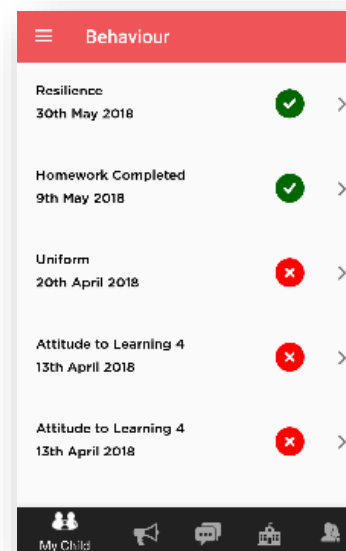 Behaviour
Resilience
30th May 2018
Homework Completed
9th May 2018
Uniform
20th April 2018
Attitude to Learning 4
13th April 2018
Attitude to Learning 4
13th April 2018
My Child